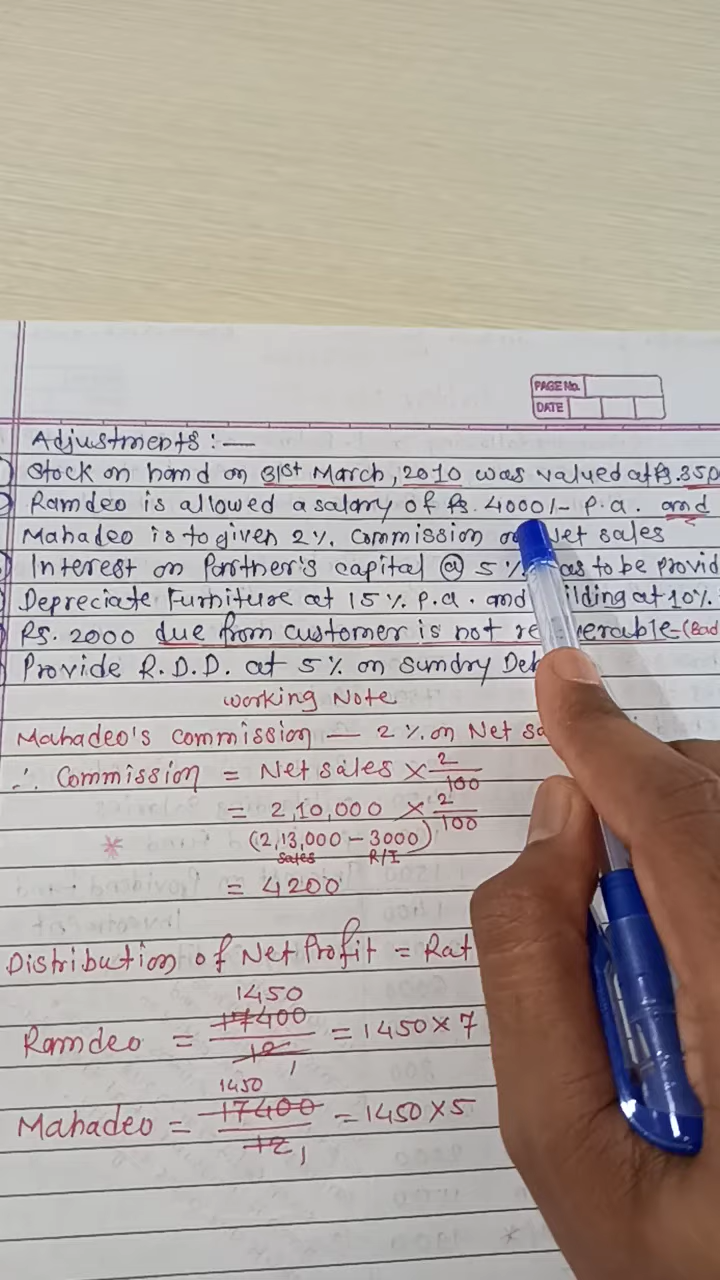 PAGE No.
DATE
Adjustments :—
Stock on hand on 31st March, 2010 was valued at Rs. 350
Ramdeo is allowed a salary of Rs. 4000/- p.a. and
Mahadeo is to given 2% Commission on Net sales
Interest on Partner's capital @ 5% as to be provid
Depreciate Furniture at 15% p.a. and ilding at 10%.
Rs. 2000 due from customer is not re verable (Bad
Provide R.D.D. at 5% on Sundry Deb
Working Note
Mahadeo's commission — 2% on Net sa
∴ Commission = Net sales × 2/100
= 2,10,000 × 2/100
* (2,13,000 – 3000)
Sales R/I
= 4200
Distribution of Net Profit = Rat
1450
Ramdeo = 17400/12 1 = 1450 × 7
1450
Mahadeo = 17400/12 1 = 1450 × 5